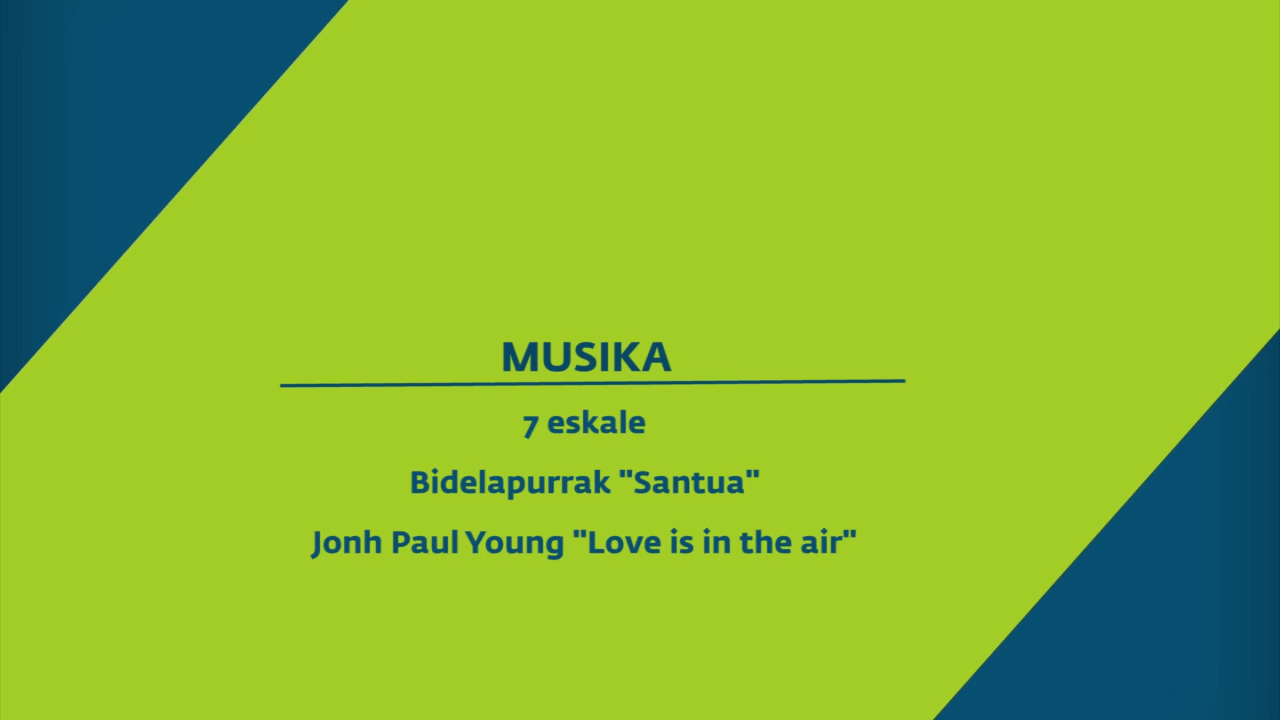 MUSIKA
7 eskale
Bidelapurrak "Santua"
Jonh Paul Young "Love is in the air"